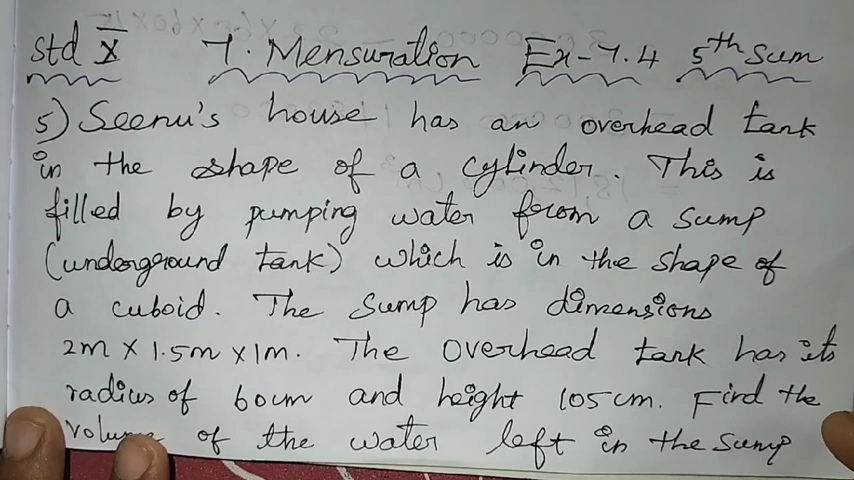 std X 7. Mensuration Ex-7.4 5th Sum
5) Seenu's house has an overhead tank
in the shape of a cylinder. This is
filled by pumping water from a sump
(underground tank) which is in the shape of
a cuboid. The Sump has dimensions
2m X 1.5m X 1m. The overhead tank has its
radius of 60cm and height 105cm. Find the
volume of the water left in the sump